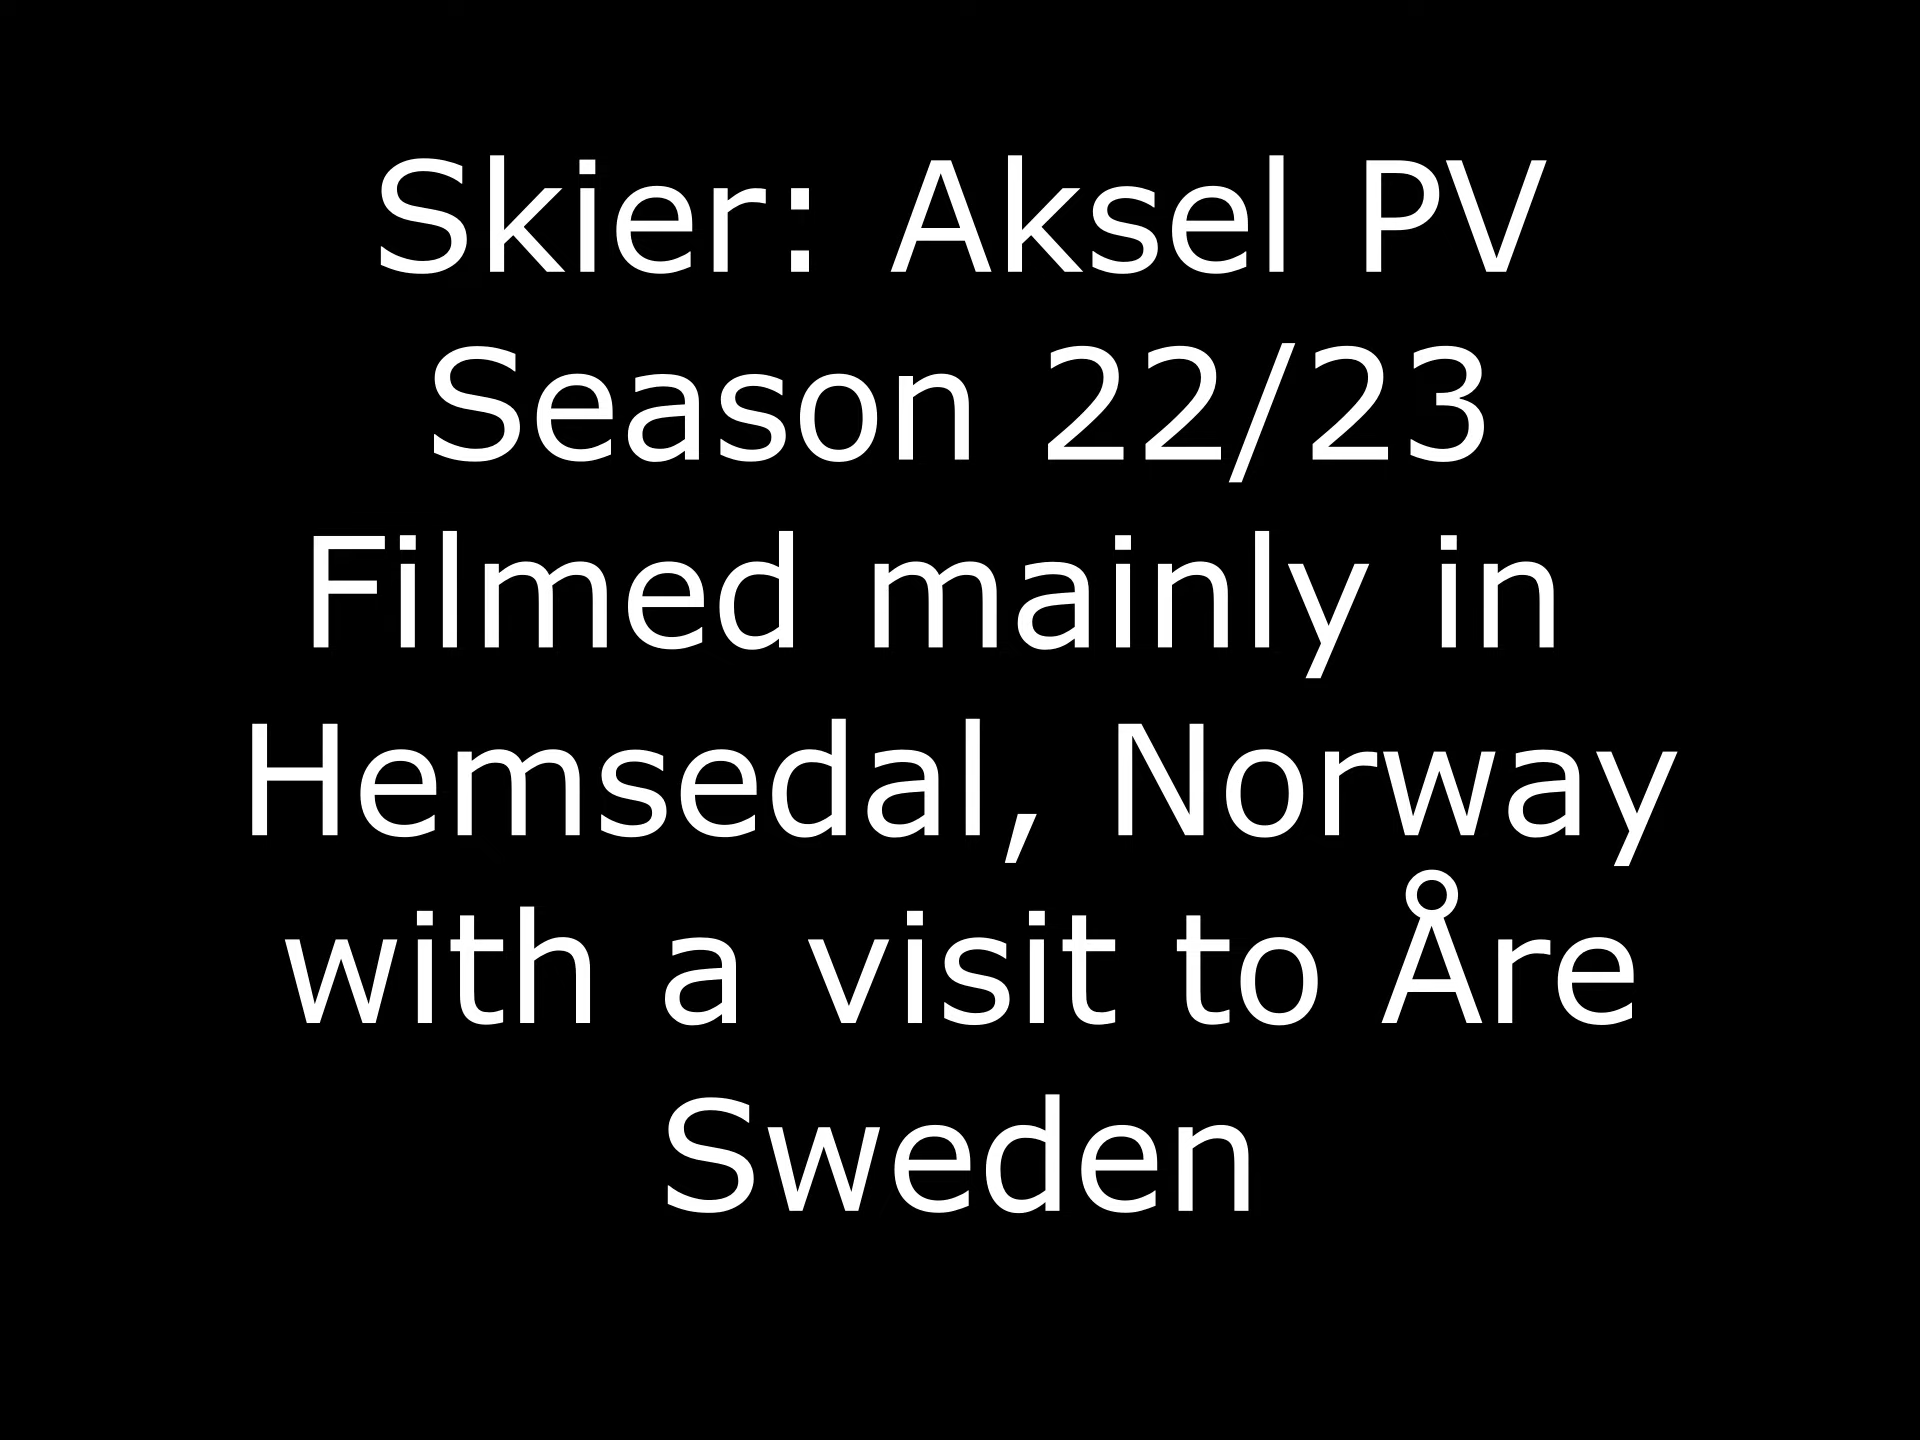 Skier: Aksel PV
Season 22/23
Filmed mainly in
Hemsedal, Norway
with a visit to Åre
Sweden